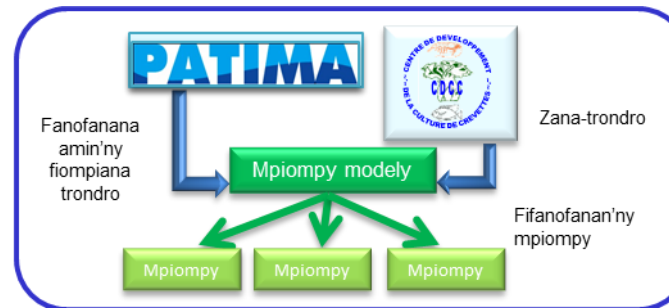 PATIMA
CENTRE DE DEVELOPPEMENT
CDCC
DE LA CULTURE DE CREVETTES
Fanofanana
amin'ny
fiompiana
trondro
Zana-trondro
Mpiompy modely
Fifanofanan'ny
mpiompy
Mpiompy
Mpiompy
Mpiompy